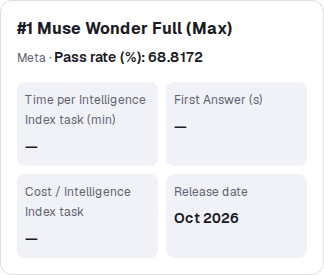 #1 Muse Wonder Full (Max)
Meta · Pass rate (%): 68.8172
Time per Intelligence
Index task (min)
—
First Answer (s)
—
Cost / Intelligence
Index task
—
Release date
Oct 2026